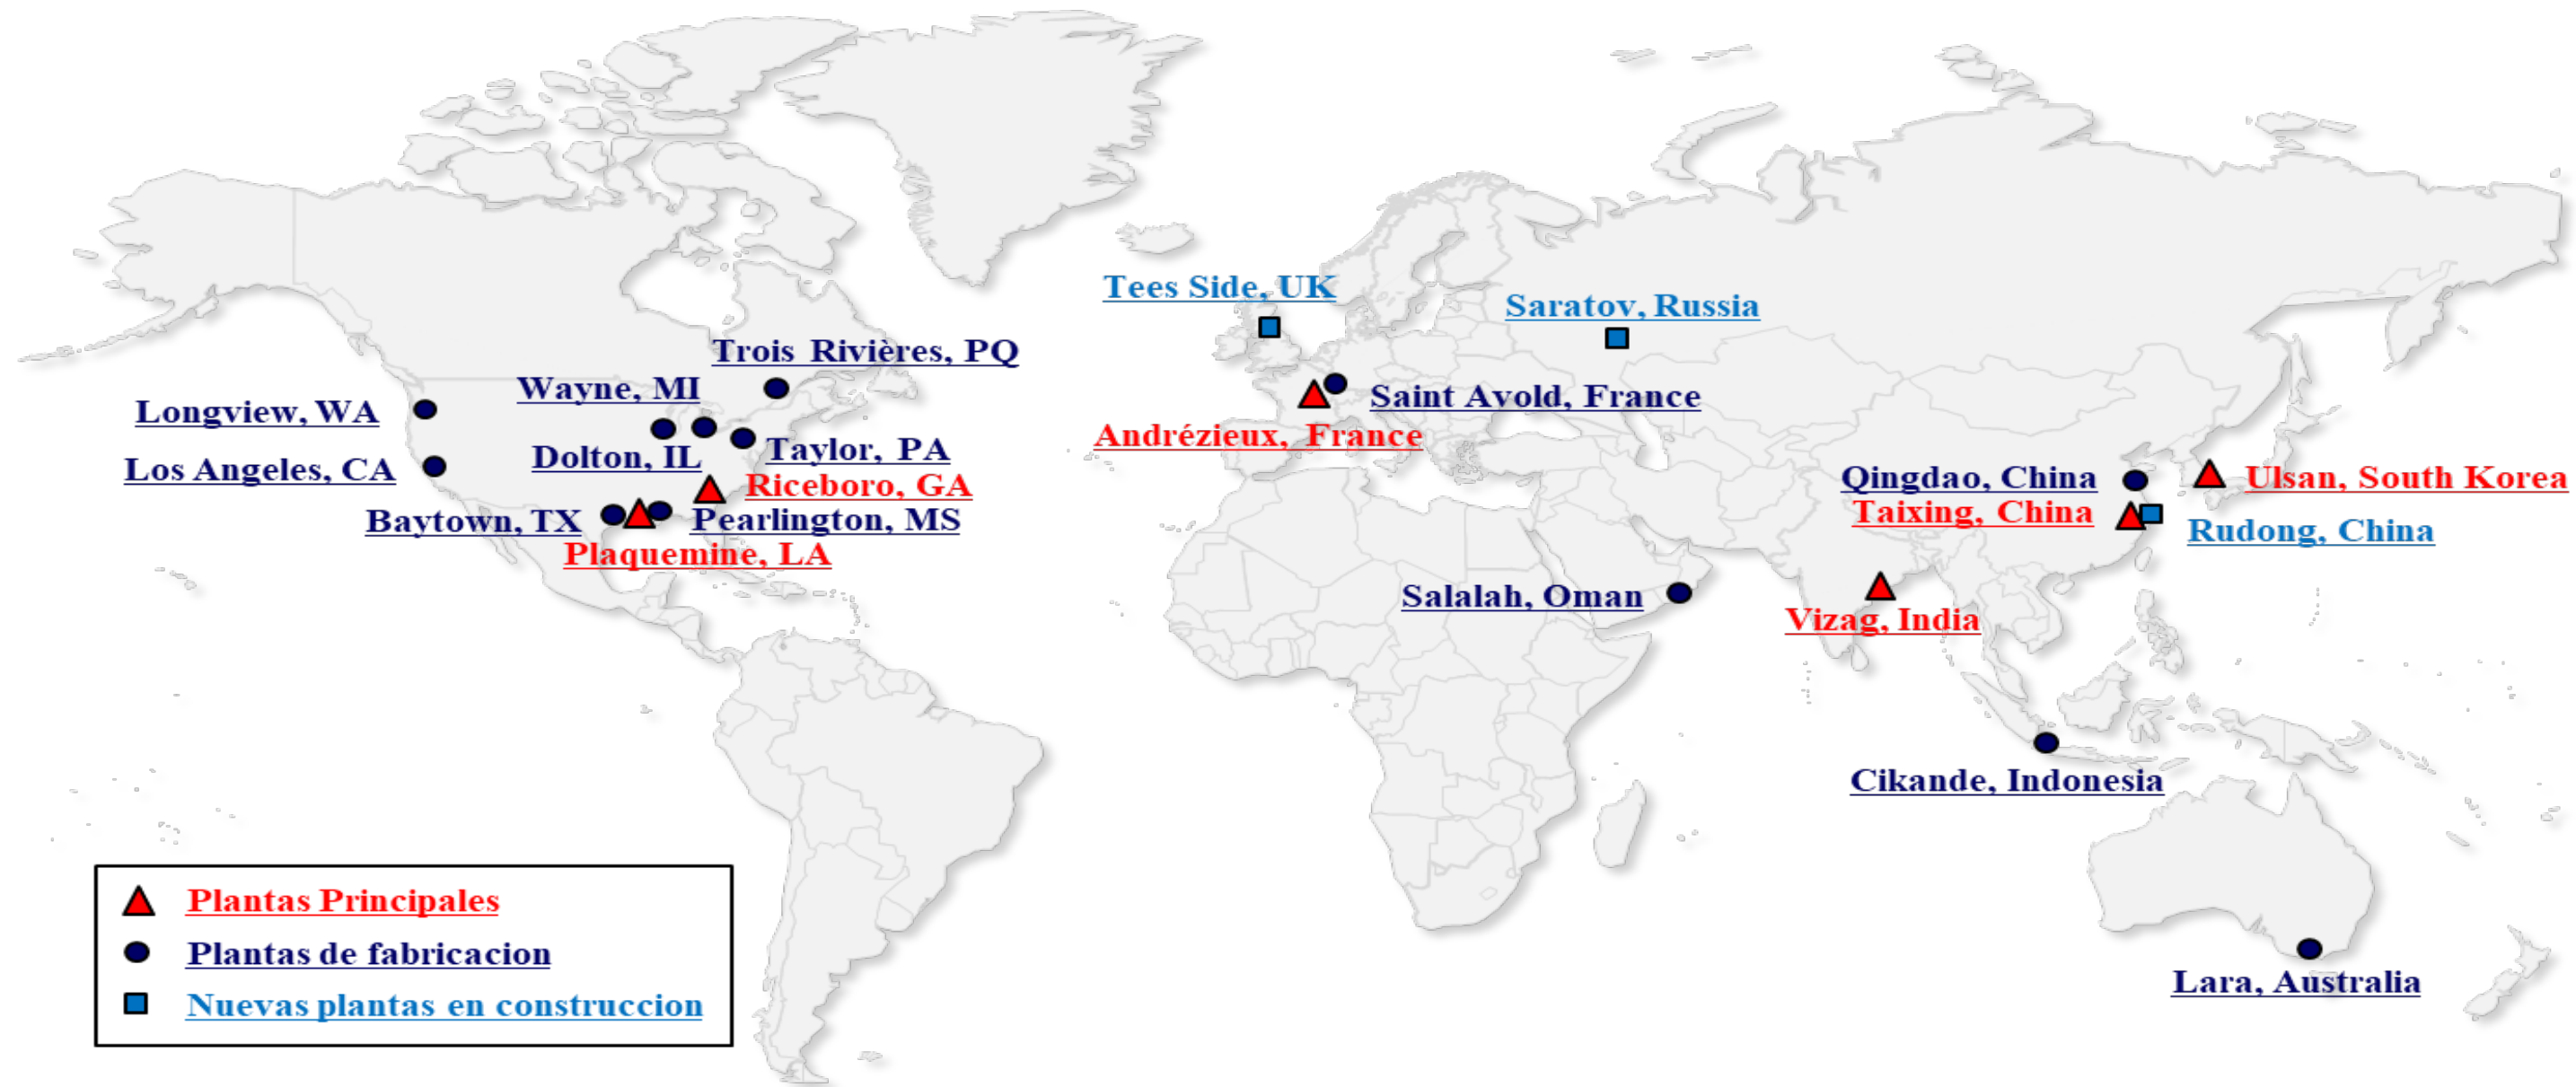 Tees Side, UK
Saratov, Russia
Trois Rivières, PQ
Wayne, MI
Longview, WA
Saint Avold, France
Andrézieux, France
Dolton, IL
Taylor, PA
Los Angeles, CA
Riceboro, GA
Qingdao, China
Ulsan, South Korea
Baytown, TX
Pearlington, MS
Taixing, China
Rudong, China
Plaquemine, LA
Salalah, Oman
Vizag, India
Cikande, Indonesia
Lara, Australia
Plantas Principales
Plantas de fabricacion
Nuevas plantas en construccion